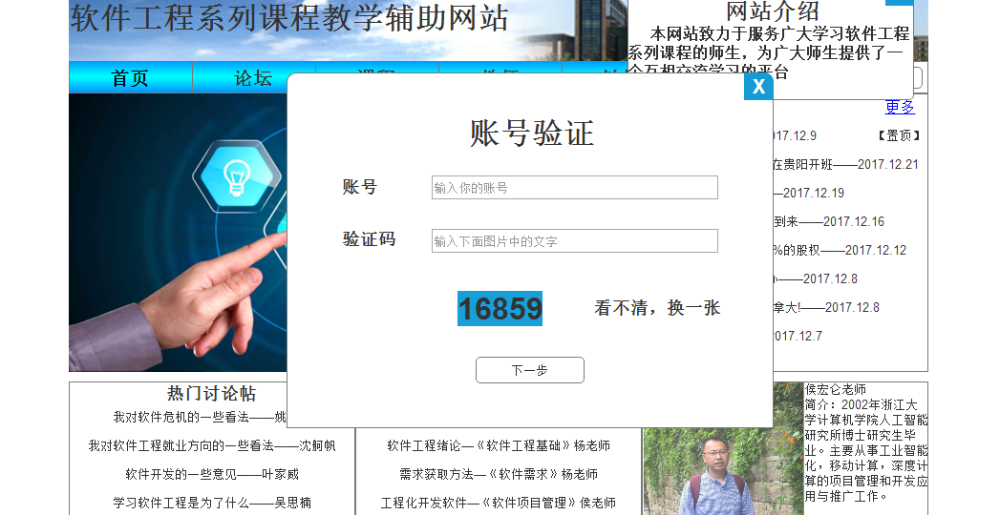 软件工程系列课程教学辅助网站
网站介绍
本网站致力于服务广大学习软件工程
系列课程的师生，为广大师生提供了一
个互相交流学习的平台
首页
论坛
课程
教师
X
账号验证
账号
输入你的账号
验证码
输入下面图片中的文字
16859
看不清，换一张
下一步
更多
017.12.9
【置顶】
在贵阳开班——2017.12.21
—2017.12.19
到来——2017.12.16
%的股权——2017.12.12
——2017.12.8
拿大!——2017.12.8
2017.12.7
热门讨论帖
我对软件危机的一些看法——姚
我对软件工程就业方向的一些看法——沈舸帆
软件开发的一些意见——叶家威
学习软件工程是为了什么——吴思楠
软件工程绪论—《软件工程基础》杨老师
需求获取方法—《软件需求》杨老师
工程化开发软件—《软件项目管理》侯老师
侯宏仑老师
简介：2002年浙江大
学计算机学院人工智能
研究所博士研究生毕
业。主要从事工业智能
化，移动计算，深度计
算的项目管理和开发应
用与推广工作。